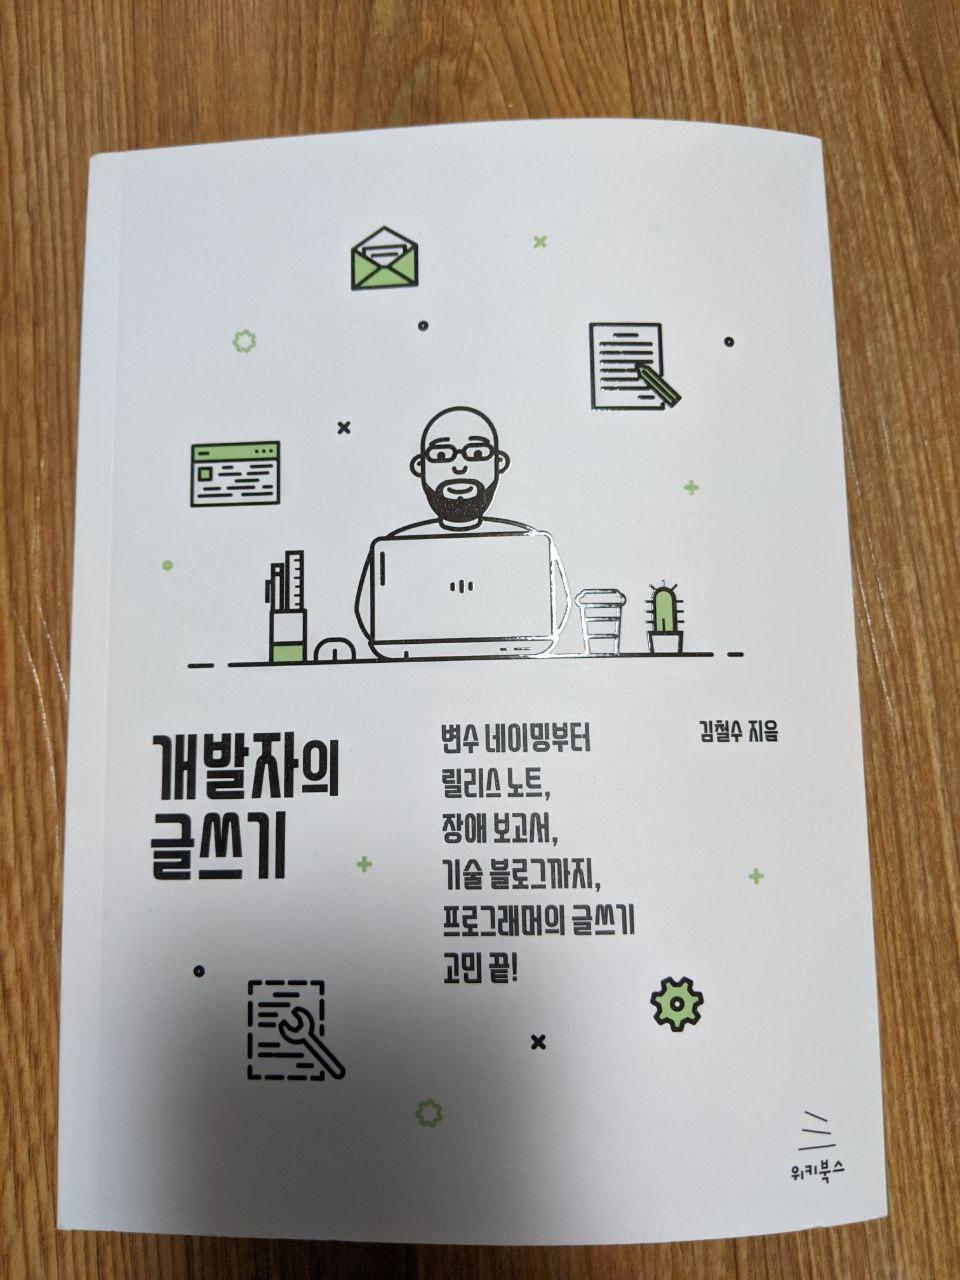 개발자의
글쓰기
변수 네이밍부터
릴리스 노트,
장애 보고서,
기술 블로그까지,
프로그래머의 글쓰기
고민 끝!
김철수 지음
위키북스